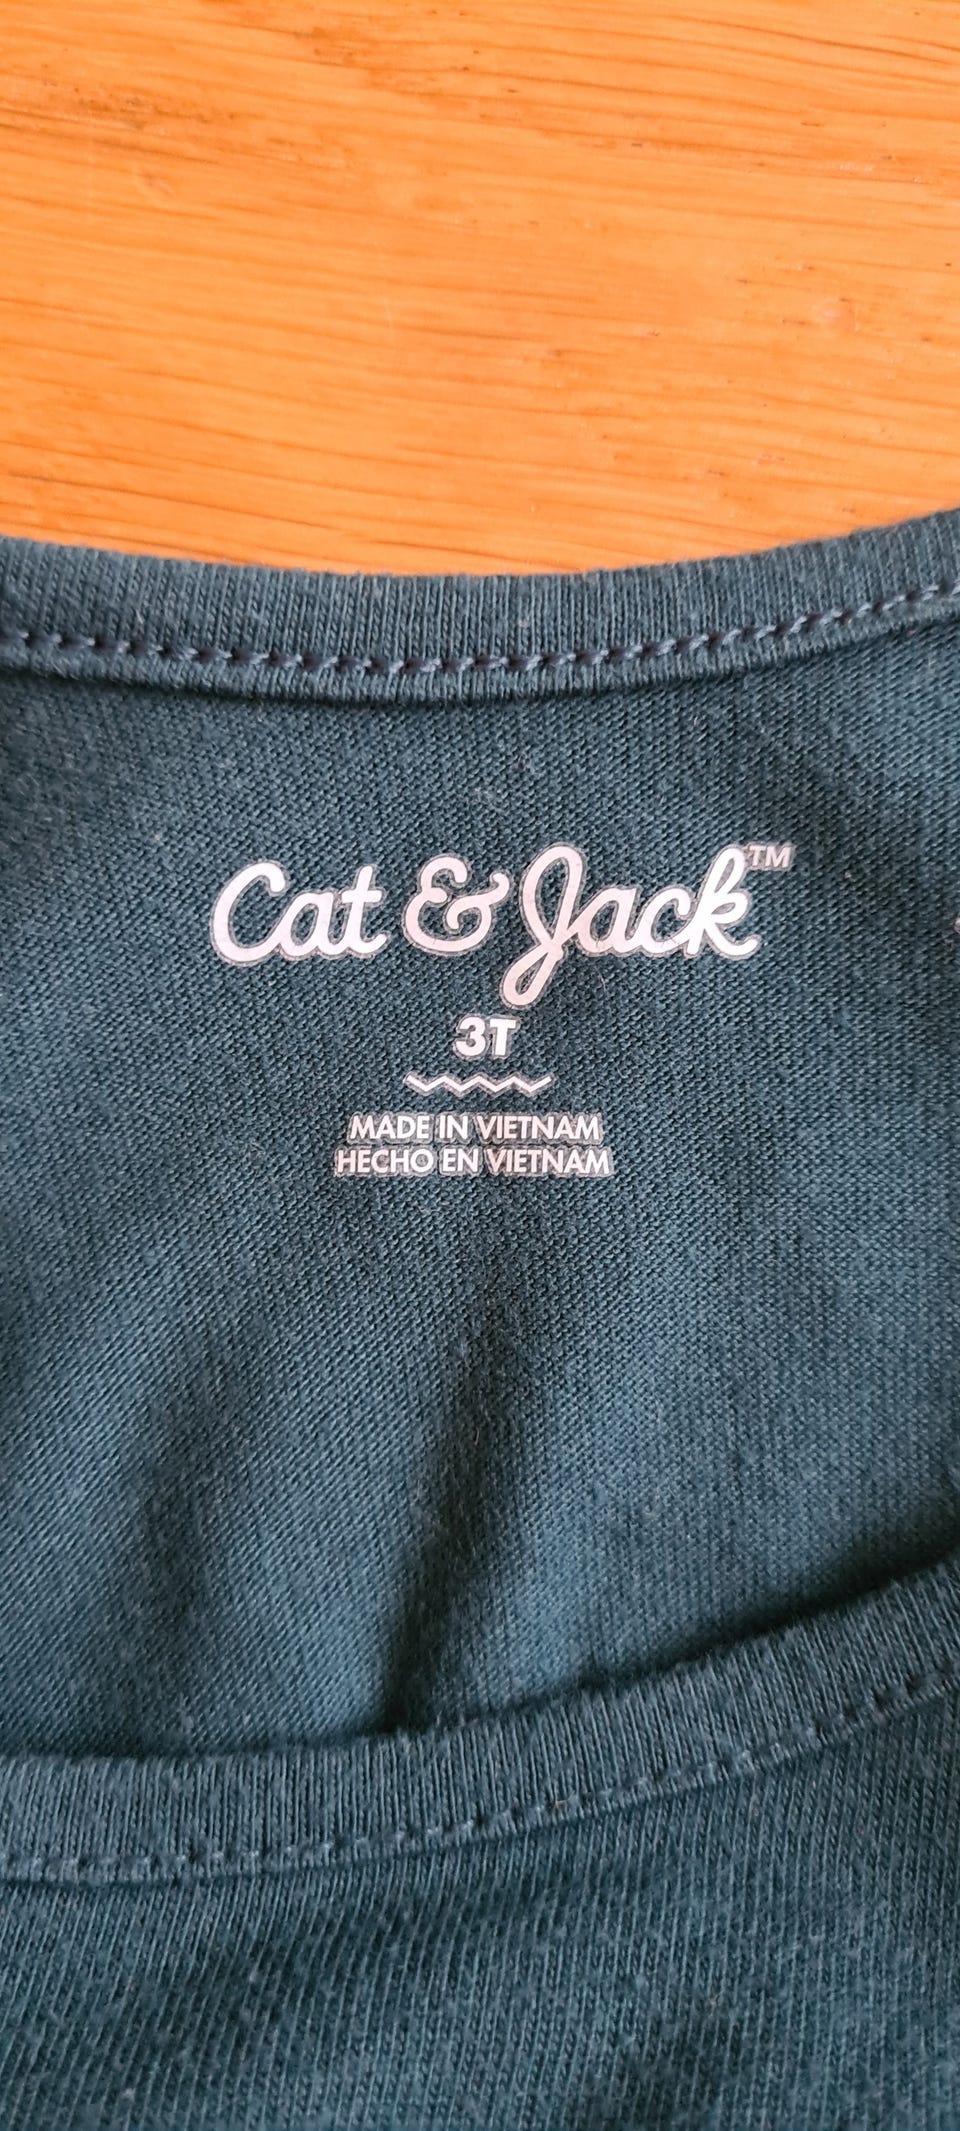 Cat & Jack™
3T
MADE IN VIETNAM
HECHO EN VIETNAM